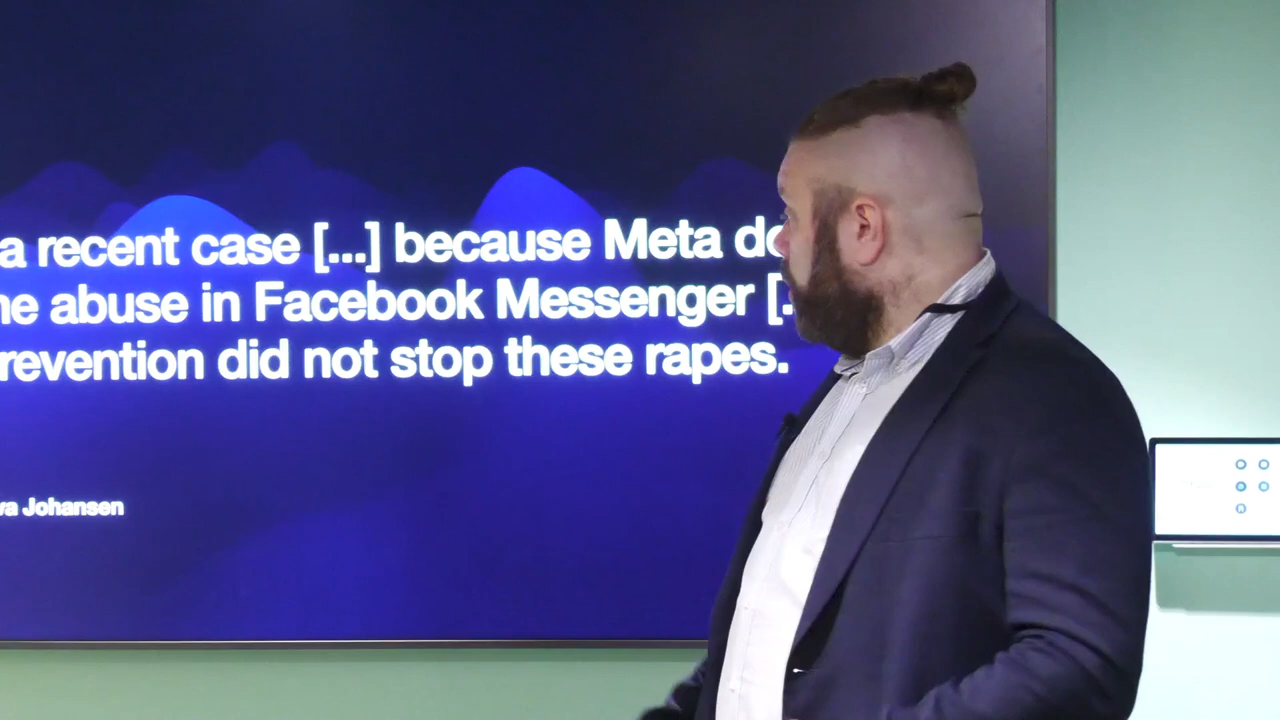 a recent case [...] because Meta do
he abuse in Facebook Messenger [.
revention did not stop these rapes.
va Johansen